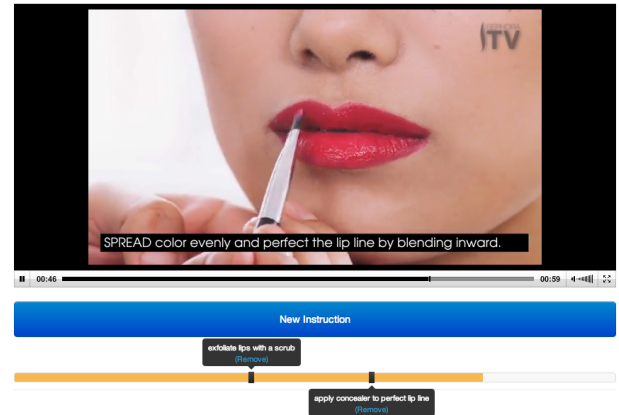 SEPHORA
TV
SPREAD color evenly and perfect the lip line by blending inward.
00:46
00:59
New Instruction
exfoliate lips with a scrub
(Remove)
apply concealer to perfect lip line
(Remove)